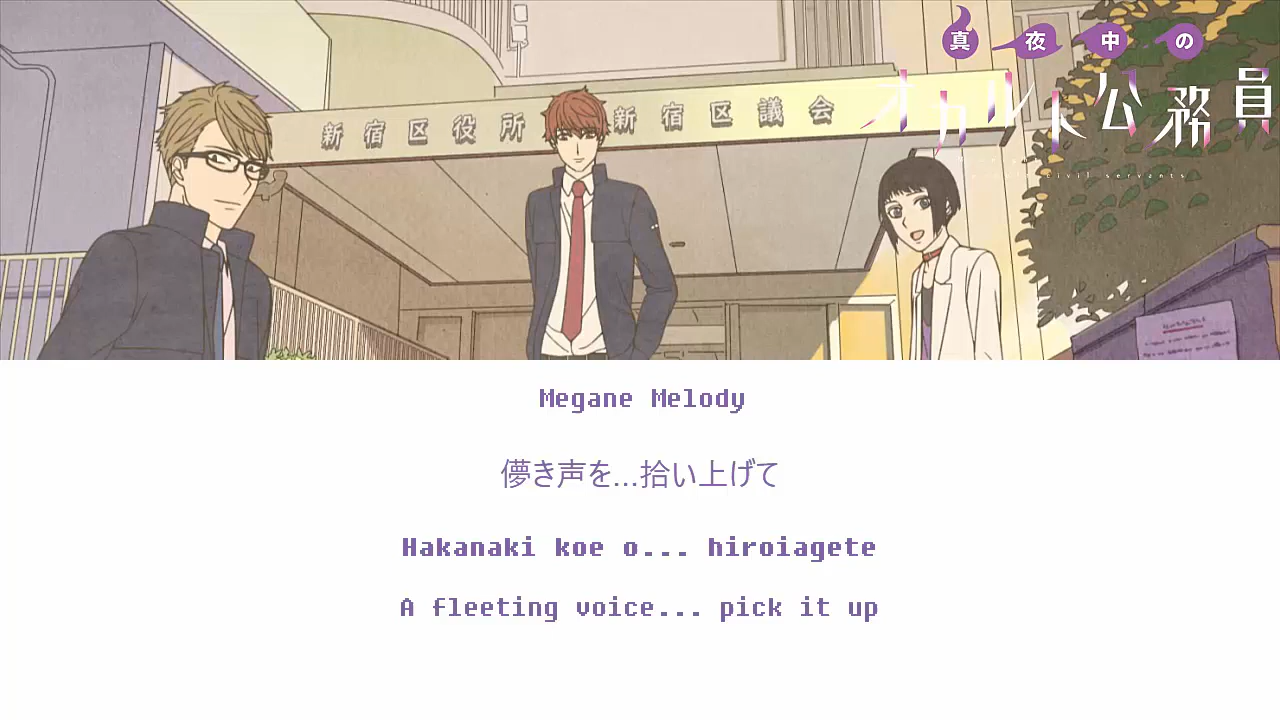 真夜中の
オカルト公務員
新宿区役所 新宿区議会
civil servants
Megane Melody
儚き声を...拾い上げて
Hakanaki koe o... hiroiagete
A fleeting voice... pick it up